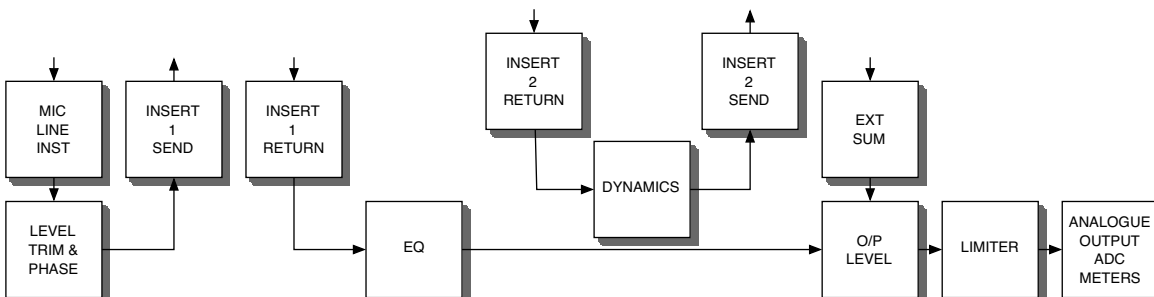 MIC
LINE
INST
INSERT
1
SEND
INSERT
1
RETURN
INSERT
2
RETURN
INSERT
2
SEND
EXT
SUM
DYNAMICS
LEVEL
TRIM &
PHASE
EQ
O/P
LEVEL
LIMITER
ANALOGUE
OUTPUT
ADC
METERS